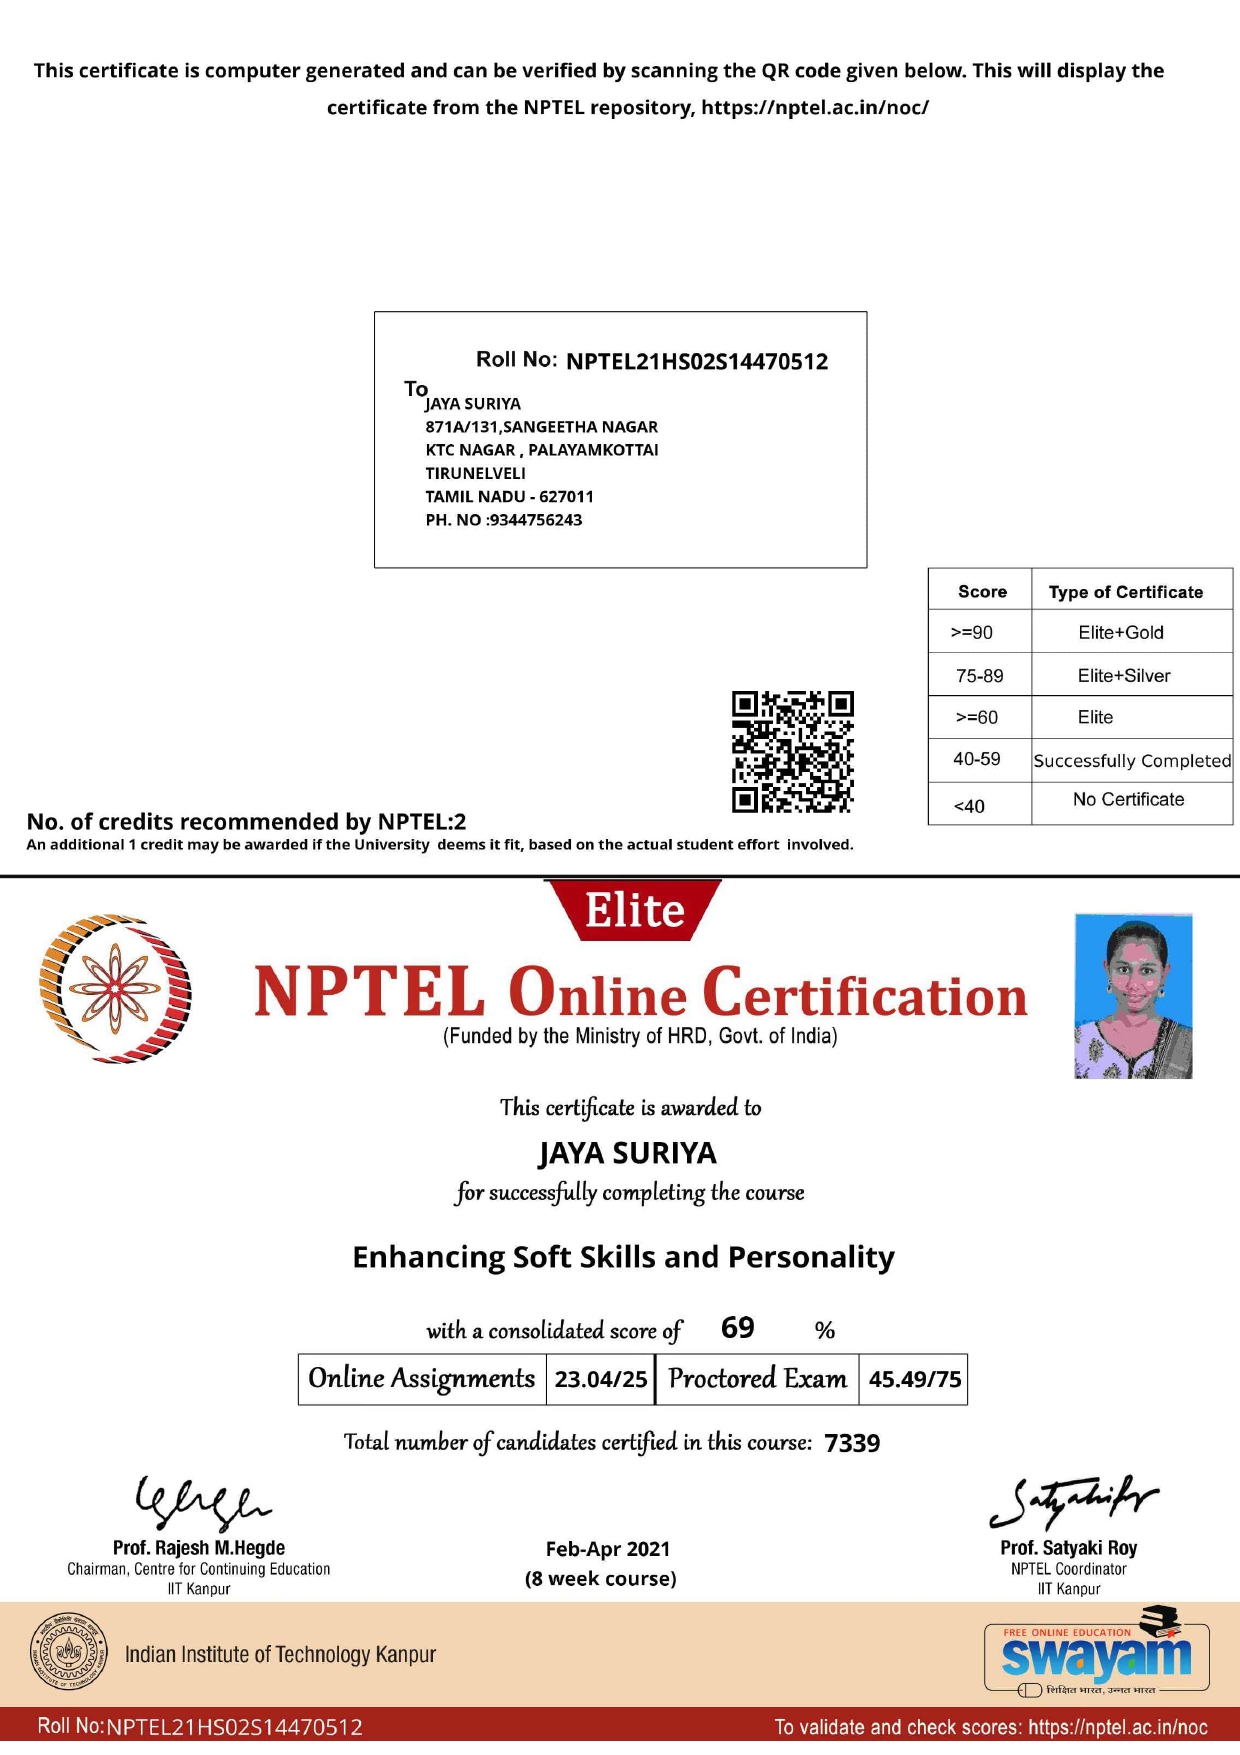 This certificate is computer generated and can be verified by scanning the QR code given below. This will display the
certificate from the NPTEL repository, https://nptel.ac.in/noc/
Roll No: NPTEL21HS02S14470512
To
JAYA SURIYA
871A/131,SANGEETHA NAGAR
KTC NAGAR , PALAYAMKOTTAI
TIRUNELVELI
TAMIL NADU - 627011
PH. NO :9344756243
Score Type of Certificate
>=90 Elite+Gold
75-89 Elite+Silver
>=60 Elite
40-59 Successfully Completed
<40 No Certificate
No. of credits recommended by NPTEL:2
An additional 1 credit may be awarded if the University deems it fit, based on the actual student effort involved.
Elite
NPTEL Online Certification
(Funded by the Ministry of HRD, Govt. of India)
This certificate is awarded to
JAYA SURIYA
for successfully completing the course
Enhancing Soft Skills and Personality
with a consolidated score of 69 %
Online Assignments 23.04/25 Proctored Exam 45.49/75
Total number of candidates certified in this course: 7339
Prof. Rajesh M.Hegde
Chairman, Centre for Continuing Education
IIT Kanpur
Feb-Apr 2021
(8 week course)
Prof. Satyaki Roy
NPTEL Coordinator
IIT Kanpur
Indian Institute of Technology Kanpur
FREE ONLINE EDUCATION
swayam
शिक्षित भारत, उन्नत भारत
Roll No: NPTEL21HS02S14470512
To validate and check scores: https://nptel.ac.in/noc